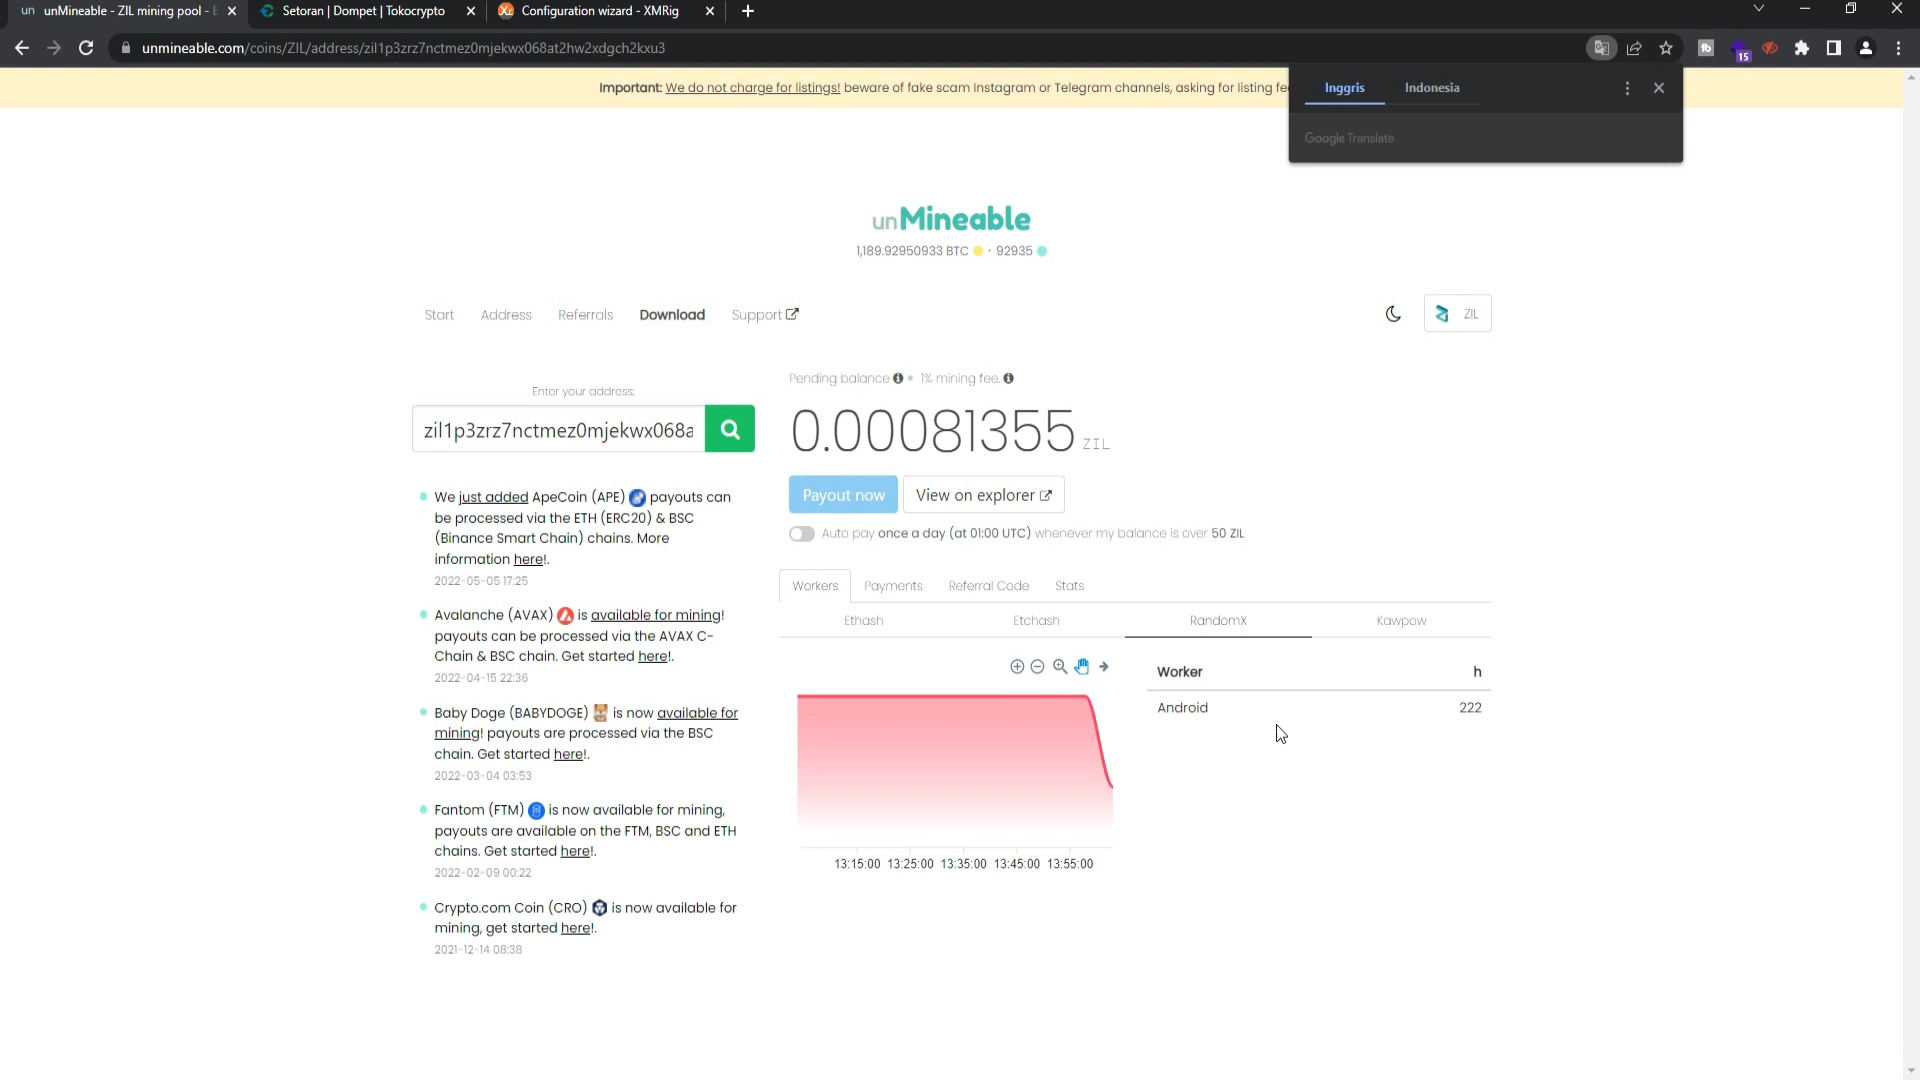 unMineable - ZIL mining pool -
Setoran | Dompet | Tokocrypto
Configuration wizard - XMRig
unmineable.com/coins/ZIL/address/zil1p3zrz7nctmez0mjekwx068at2hw2xdgch2kxu3
15
Important: We do not charge for listings! beware of fake scam Instagram or Telegram channels, asking for listing
Inggris
Indonesia
Google Translate
unMineable
1,189.92950933 BTC • 92935
Start
Address
Referrals
Download
Support
ZIL
Enter your address:
zil1p3zrz7nctmez0mjekwx068a
We just added ApeCoin (APE) payouts can
be processed via the ETH (ERC20) & BSC
(Binance Smart Chain) chains. More
information here!.
2022-05-05 17:25
Avalanche (AVAX) is available for mining!
payouts can be processed via the AVAX C-
Chain & BSC chain. Get started here!.
2022-04-15 22:36
Baby Doge (BABYDOGE) is now available for
mining! payouts are processed via the BSC
chain. Get started here!.
2022-03-04 03:53
Fantom (FTM) is now available for mining,
payouts are available on the FTM, BSC and ETH
chains. Get started here!.
2022-02-09 00:22
Crypto.com Coin (CRO) is now available for
mining, get started here!.
2021-12-14 08:38
Pending balance • 1% mining fee.
0.00081355 ZIL
Payout now
View on explorer
Auto pay once a day (at 01:00 UTC) whenever my balance is over 50 ZIL
Workers
Payments
Referral Code
Stats
Ethash
Etchash
RandomX
Kawpow
Worker
h
Android
222
13:15:00 13:25:00 13:35:00 13:45:00 13:55:00